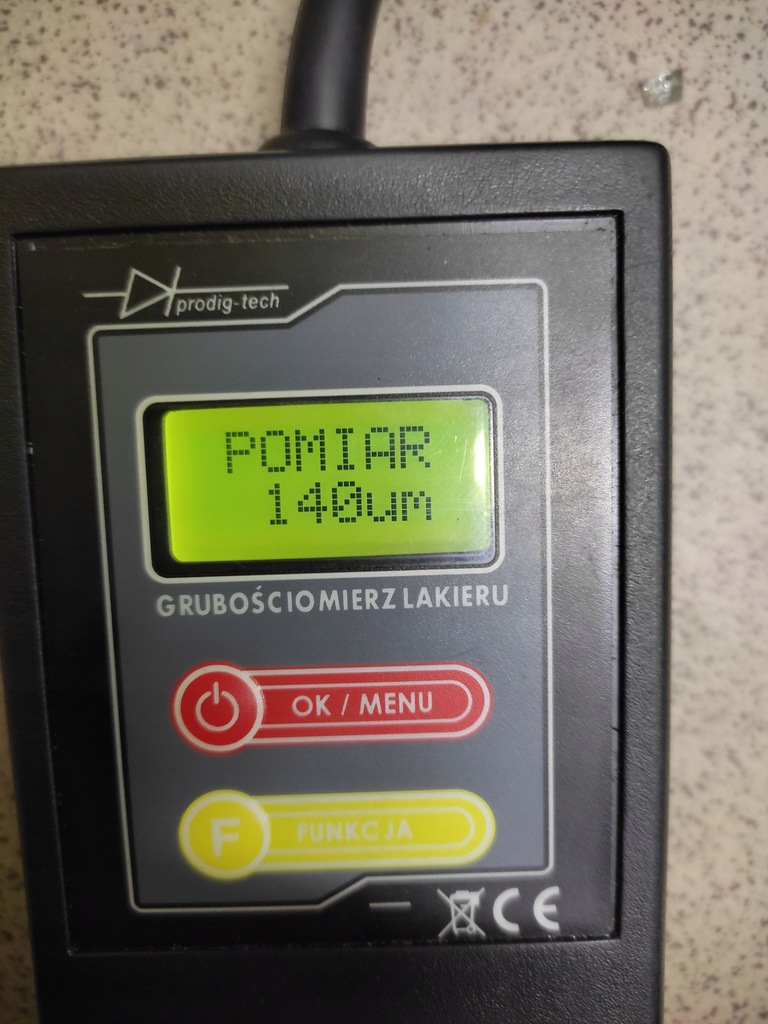 prodig-tech
POMIAR
140um
GRUBOŚCIOMIERZ LAKIERU
OK / MENU
F FUNKCJA
CE